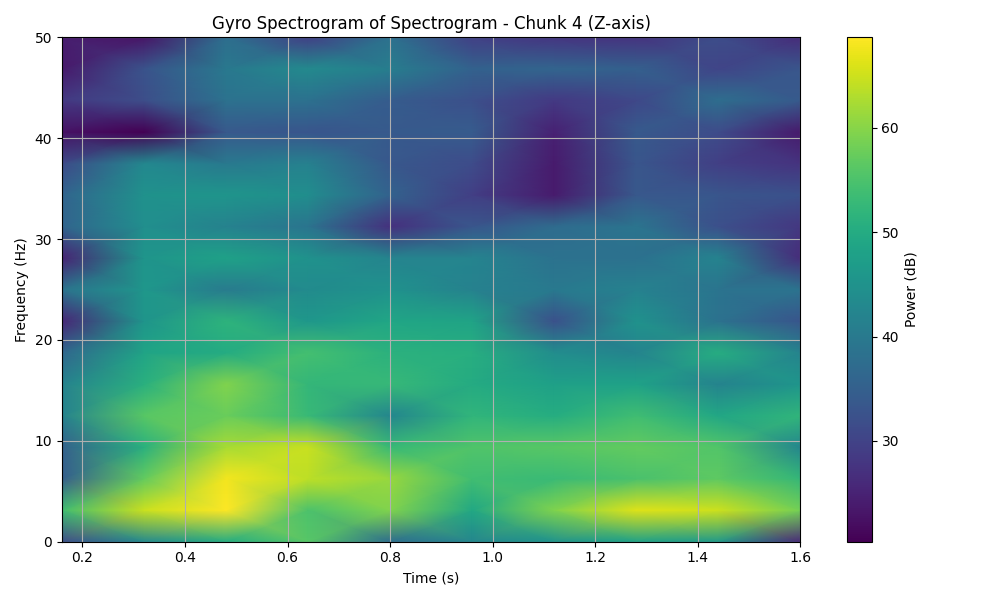 Gyro Spectrogram of Spectrogram - Chunk 4 (Z-axis)
50
40
30
20
10
0
Frequency (Hz)
0.2 0.4 0.6 0.8 1.0 1.2 1.4 1.6
Time (s)
60
50
40
30
Power (dB)